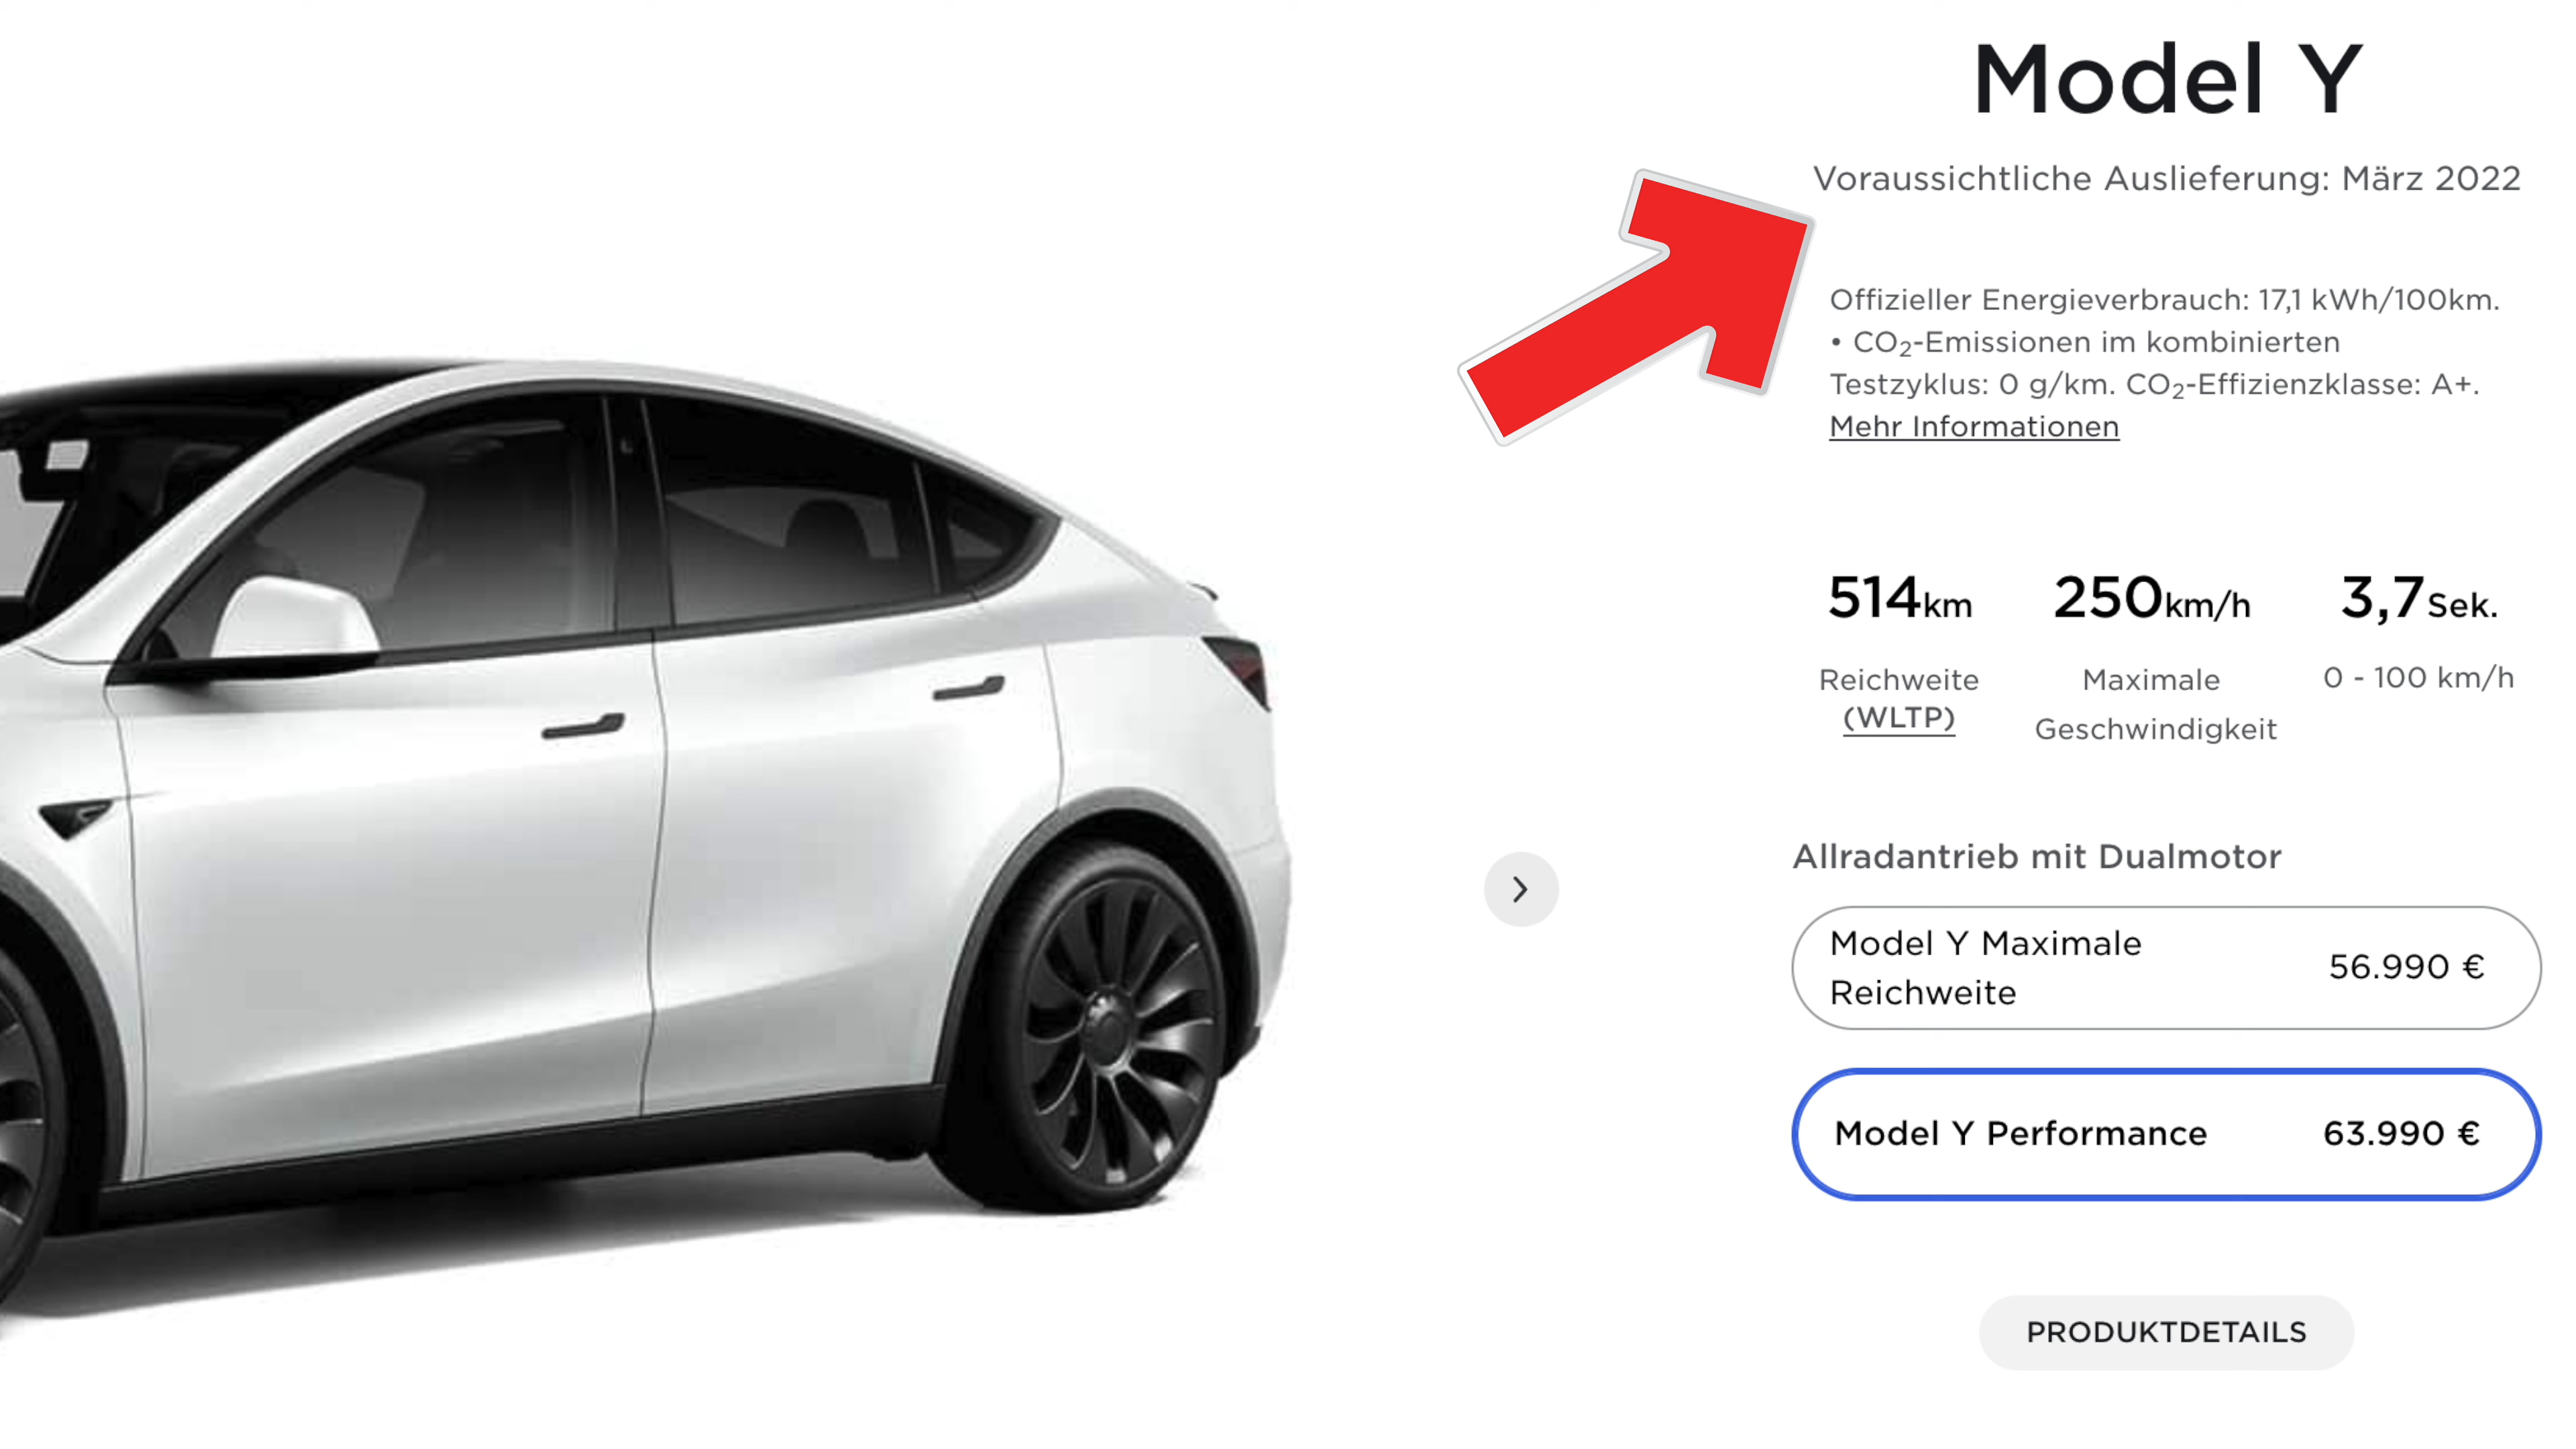 Model Y
Voraussichtliche Auslieferung: März 2022
Offizieller Energieverbrauch: 17,1 kWh/100km.
• CO₂-Emissionen im kombinierten
Testzyklus: 0 g/km. CO₂-Effizienzklasse: A+.
Mehr Informationen
514km 250km/h 3,7Sek.
Reichweite Maximale 0 - 100 km/h
(WLTP) Geschwindigkeit
Allradantrieb mit Dualmotor
Model Y Maximale
Reichweite 56.990 €
Model Y Performance 63.990 €
PRODUKTDETAILS